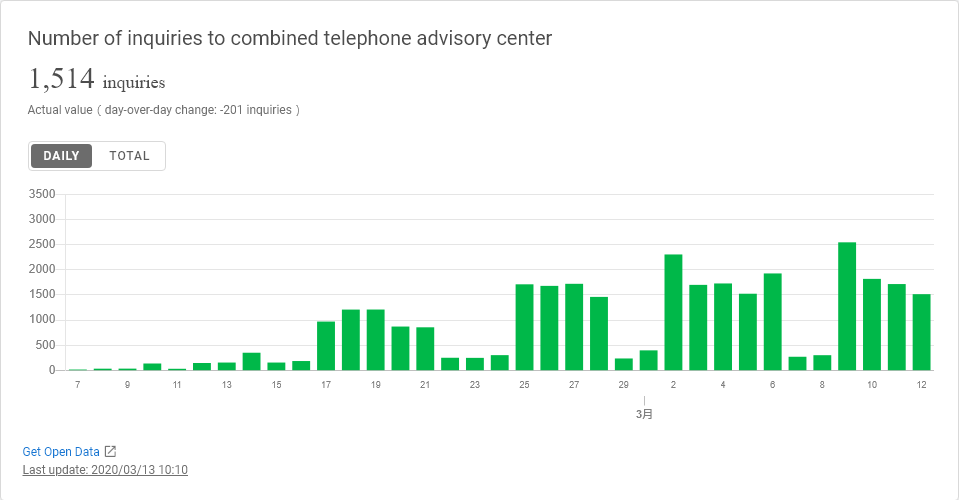 Number of inquiries to combined telephone advisory center
1,514 inquiries
Actual value ( day-over-day change: -201 inquiries )
DAILY TOTAL
3500
3000
2500
2000
1500
1000
500
0
7 9 11 13 15 17 19 21 23 25 27 29 2 4 6 8 10 12
3月
Get Open Data
Last update: 2020/03/13 10:10